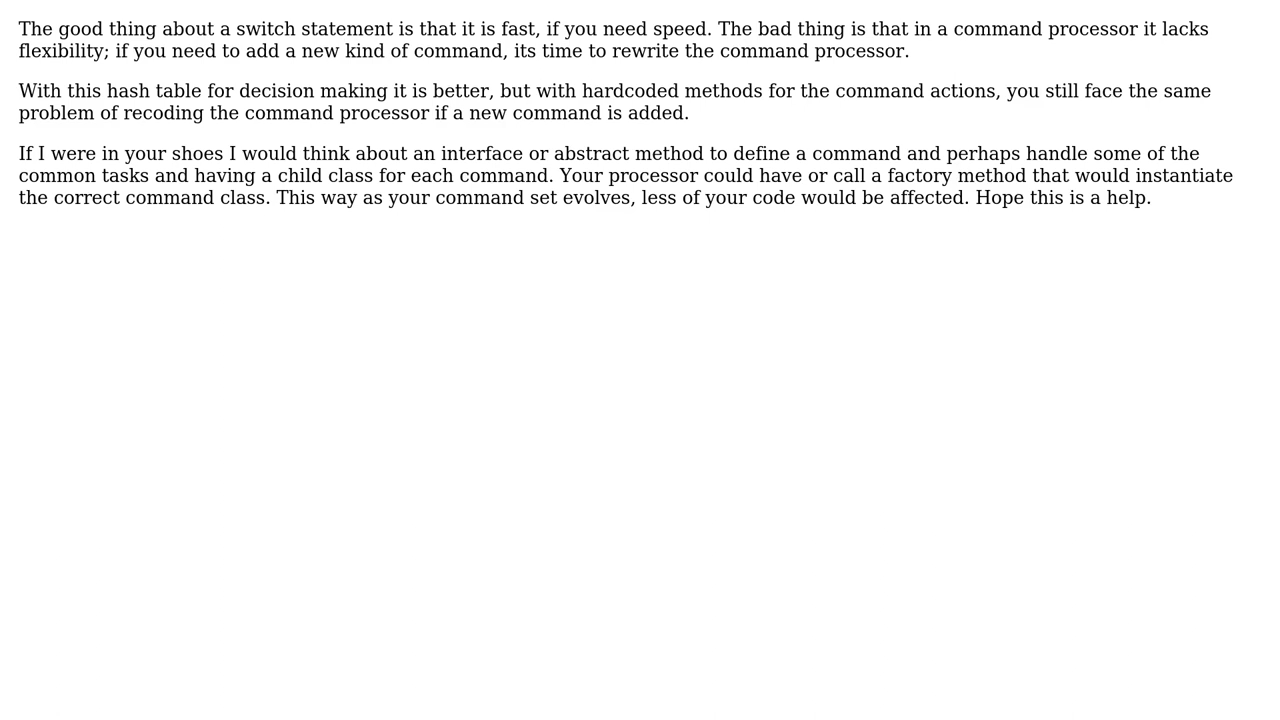 The good thing about a switch statement is that it is fast, if you need speed. The bad thing is that in a command processor it lacks
flexibility; if you need to add a new kind of command, its time to rewrite the command processor.
With this hash table for decision making it is better, but with hardcoded methods for the command actions, you still face the same
problem of recoding the command processor if a new command is added.
If I were in your shoes I would think about an interface or abstract method to define a command and perhaps handle some of the
common tasks and having a child class for each command. Your processor could have or call a factory method that would instantiate
the correct command class. This way as your command set evolves, less of your code would be affected. Hope this is a help.